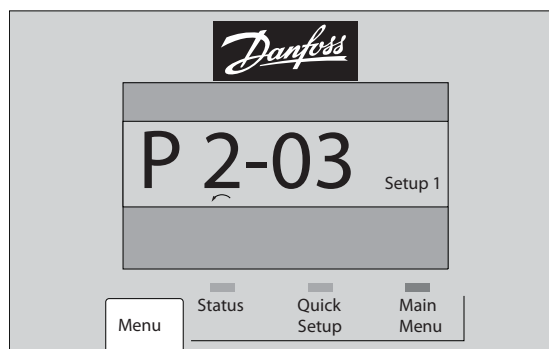 Danfoss
P 2-03
Setup 1
Status
Quick
Setup
Main
Menu
Menu